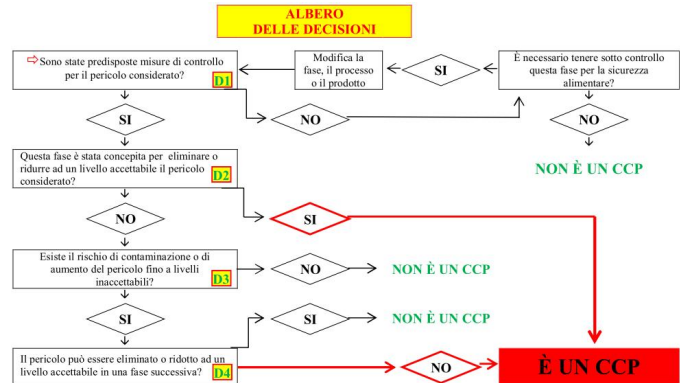 ALBERO
DELLE DECISIONI
Sono state predisposte misure di controllo
per il pericolo considerato?
D1
Modifica la
fase, il processo
o il prodotto
SI
È necessario tenere sotto controllo
questa fase per la sicurezza
alimentare?
SI
NO
NO
NON È UN CCP
Questa fase è stata concepita per eliminare o
ridurre ad un livello accettabile il pericolo
considerato?
D2
NO
SI
Esiste il rischio di contaminazione o di
aumento del pericolo fino a livelli
inaccettabili?
D3
NO
NON È UN CCP
SI
SI
NON È UN CCP
Il pericolo può essere eliminato o ridotto ad un
livello accettabile in una fase successiva?
D4
NO
È UN CCP